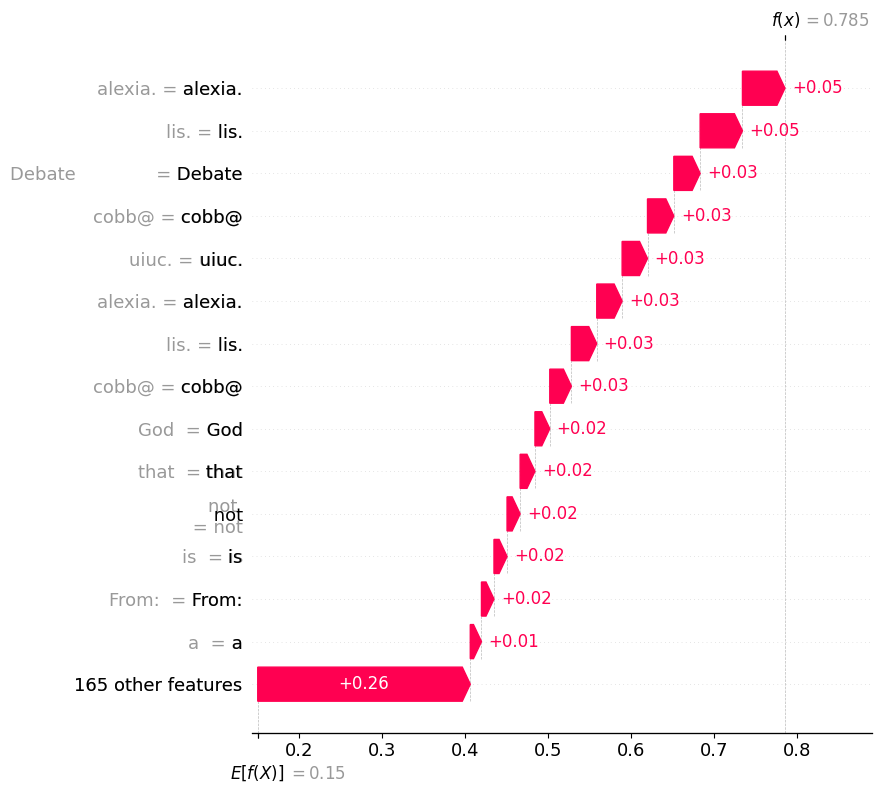 f(x) = 0.785
alexia. = alexia. +0.05
lis. = lis. +0.05
Debate = Debate +0.03
cobb@ = cobb@ +0.03
uiuc. = uiuc. +0.03
alexia. = alexia. +0.03
lis. = lis. +0.03
cobb@ = cobb@ +0.03
God = God +0.02
that = that +0.02
not
= not not +0.02
is = is +0.02
From: = From: +0.02
a = a +0.01
165 other features +0.26
0.2 0.3 0.4 0.5 0.6 0.7 0.8
E[f(X)] = 0.15